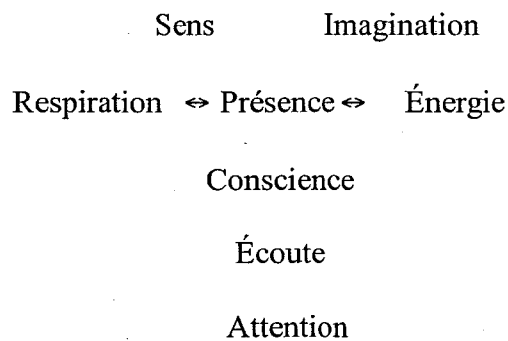 Sens Imagination
Respiration ⇔ Présence ⇔ Énergie
Conscience
Écoute
Attention